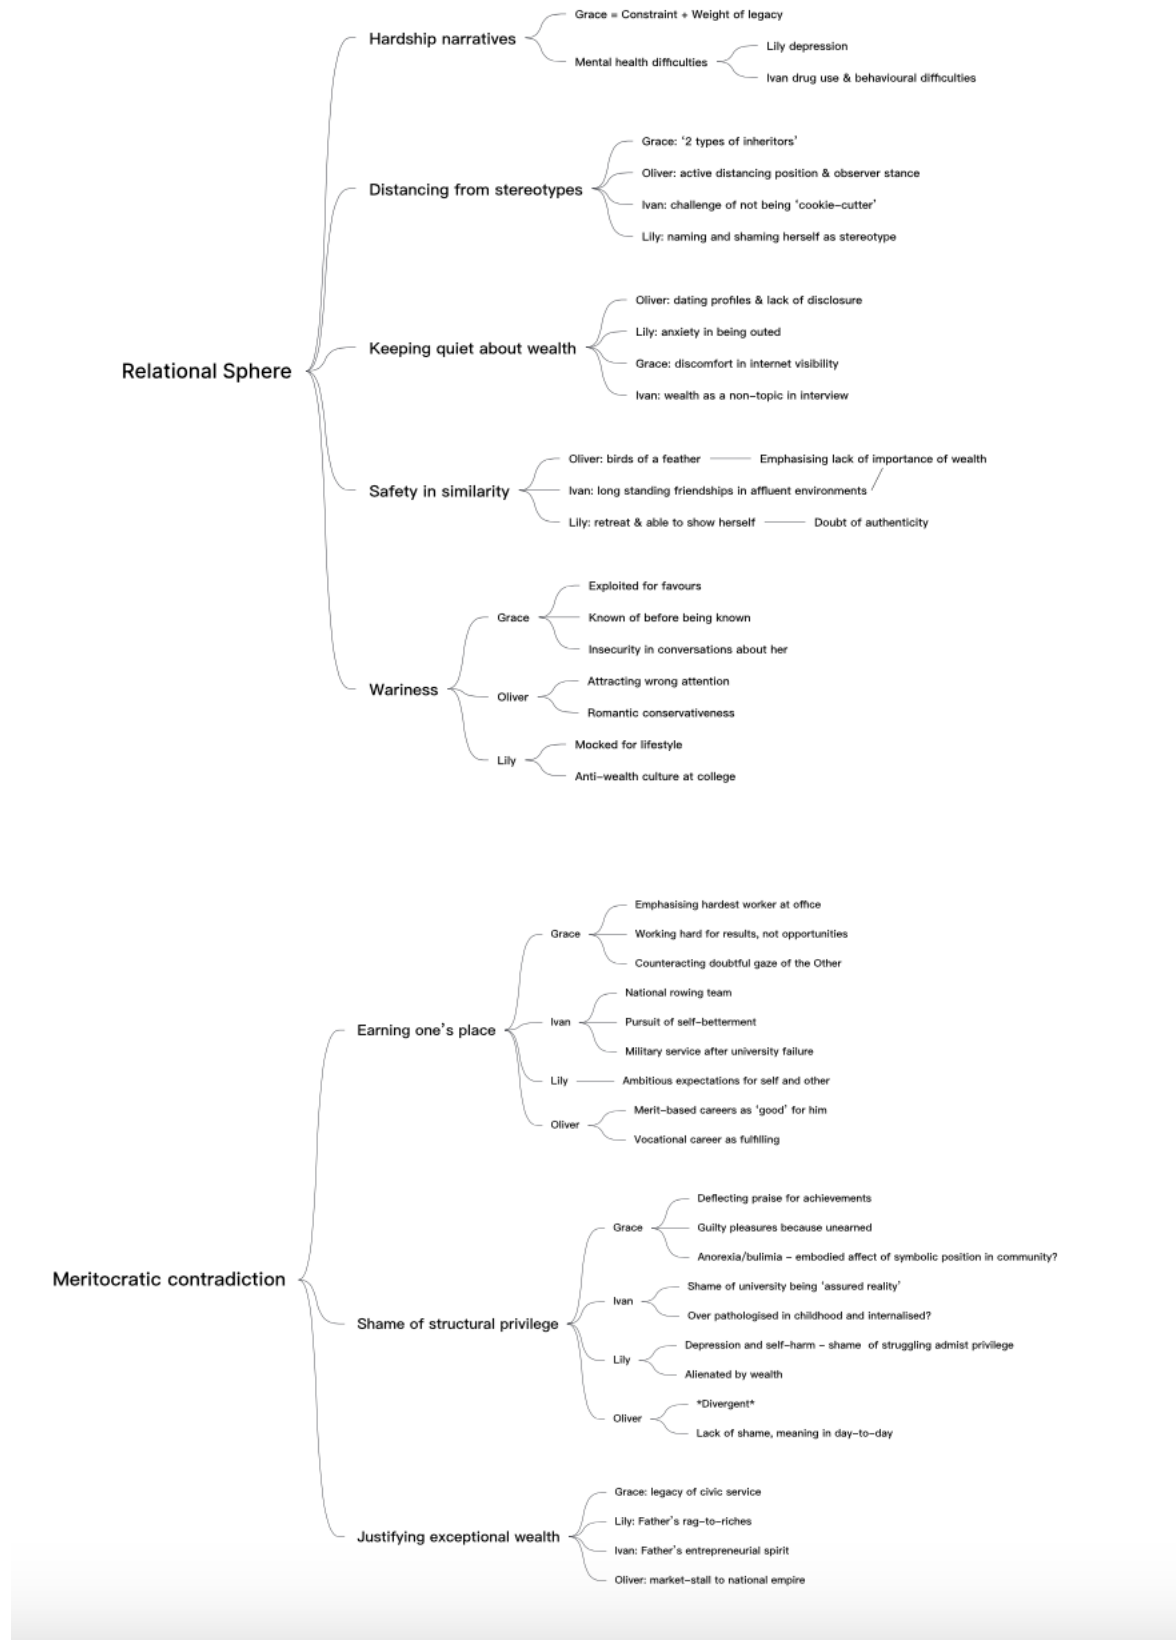 Relational Sphere
Hardship narratives
Grace = Constraint + Weight of legacy
Mental health difficulties
Lily depression
Ivan drug use & behavioural difficulties
Distancing from stereotypes
Grace: ‘2 types of inheritors’
Oliver: active distancing position & observer stance
Ivan: challenge of not being ‘cookie-cutter’
Lily: naming and shaming herself as stereotype
Keeping quiet about wealth
Oliver: dating profiles & lack of disclosure
Lily: anxiety in being outed
Grace: discomfort in internet visibility
Ivan: wealth as a non-topic in interview
Safety in similarity
Oliver: birds of a feather
Emphasising lack of importance of wealth
Ivan: long standing friendships in affluent environments
Lily: retreat & able to show herself
Doubt of authenticity
Wariness
Grace
Exploited for favours
Known of before being known
Insecurity in conversations about her
Oliver
Attracting wrong attention
Romantic conservativeness
Lily
Mocked for lifestyle
Anti-wealth culture at college
Meritocratic contradiction
Earning one’s place
Grace
Emphasising hardest worker at office
Working hard for results, not opportunities
Counteracting doubtful gaze of the Other
Ivan
National rowing team
Pursuit of self-betterment
Military service after university failure
Lily
Ambitious expectations for self and other
Oliver
Merit-based careers as ‘good’ for him
Vocational career as fulfilling
Shame of structural privilege
Grace
Deflecting praise for achievements
Guilty pleasures because unearned
Anorexia/bulimia – embodied affect of symbolic position in community?
Ivan
Shame of university being ‘assured reality’
Over pathologised in childhood and internalised?
Lily
Depression and self-harm – shame of struggling admist privilege
Alienated by wealth
Oliver
*Divergent*
Lack of shame, meaning in day-to-day
Justifying exceptional wealth
Grace: legacy of civic service
Lily: Father’s rag-to-riches
Ivan: Father’s entrepreneurial spirit
Oliver: market-stall to national empire